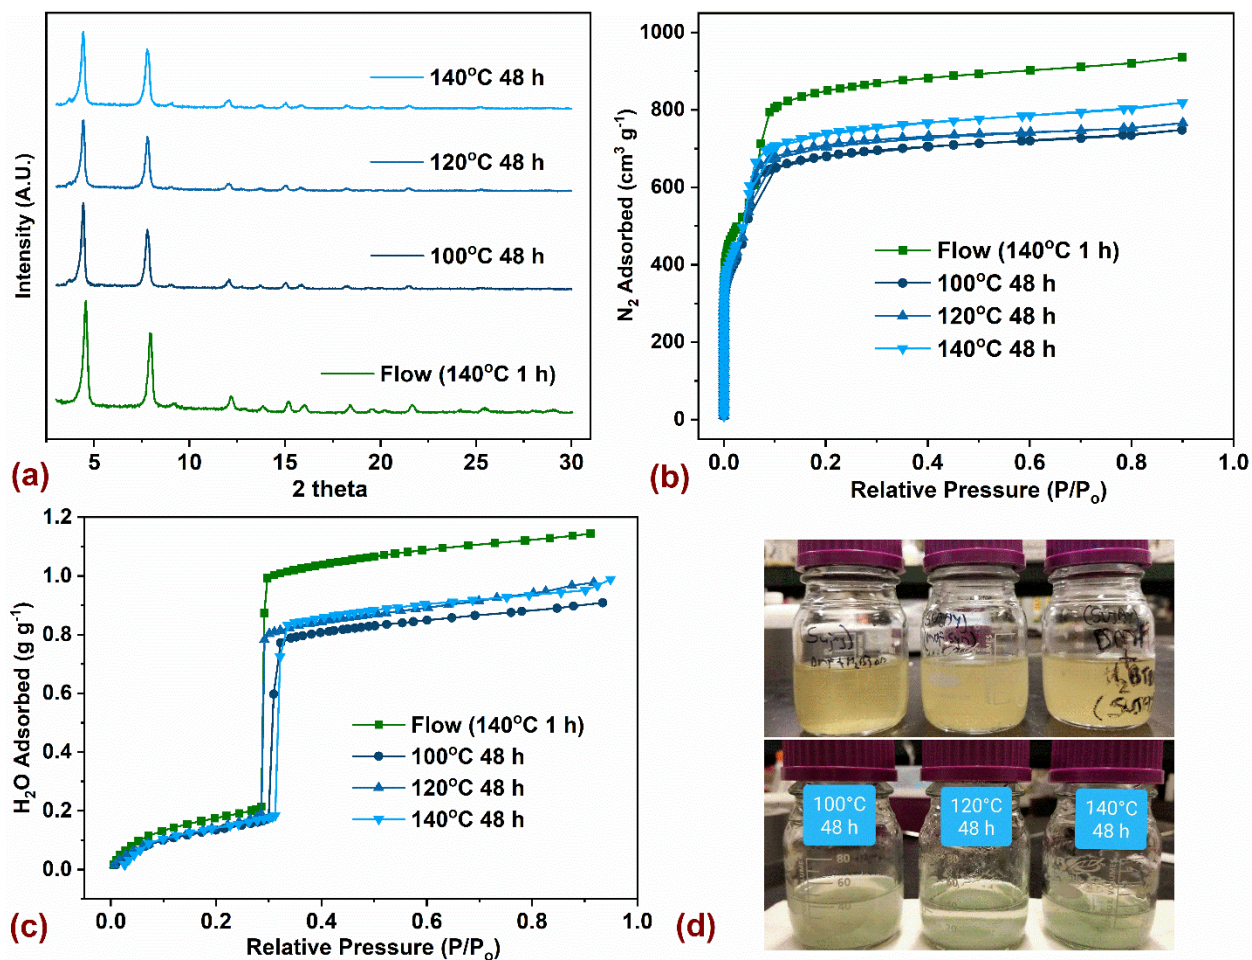 140°C 48 h
120°C 48 h
100°C 48 h
Flow (140°C 1 h)
Intensity (A.U.)
5 10 15 20 25 30
2 theta
(a)
1000
800
600
400
200
0
N₂ Adsorbed (cm³ g⁻¹)
Flow (140°C 1 h)
100°C 48 h
120°C 48 h
140°C 48 h
0.0 0.2 0.4 0.6 0.8 1.0
Relative Pressure (P/Pₒ)
(b)
1.2
1.0
0.8
0.6
0.4
0.2
0.0
H₂O Adsorbed (g g⁻¹)
Flow (140°C 1 h)
100°C 48 h
120°C 48 h
140°C 48 h
0.0 0.2 0.4 0.6 0.8 1.0
Relative Pressure (P/Pₒ)
(c)
100°C
48 h
120°C
48 h
140°C
48 h
80
60
40
(d)